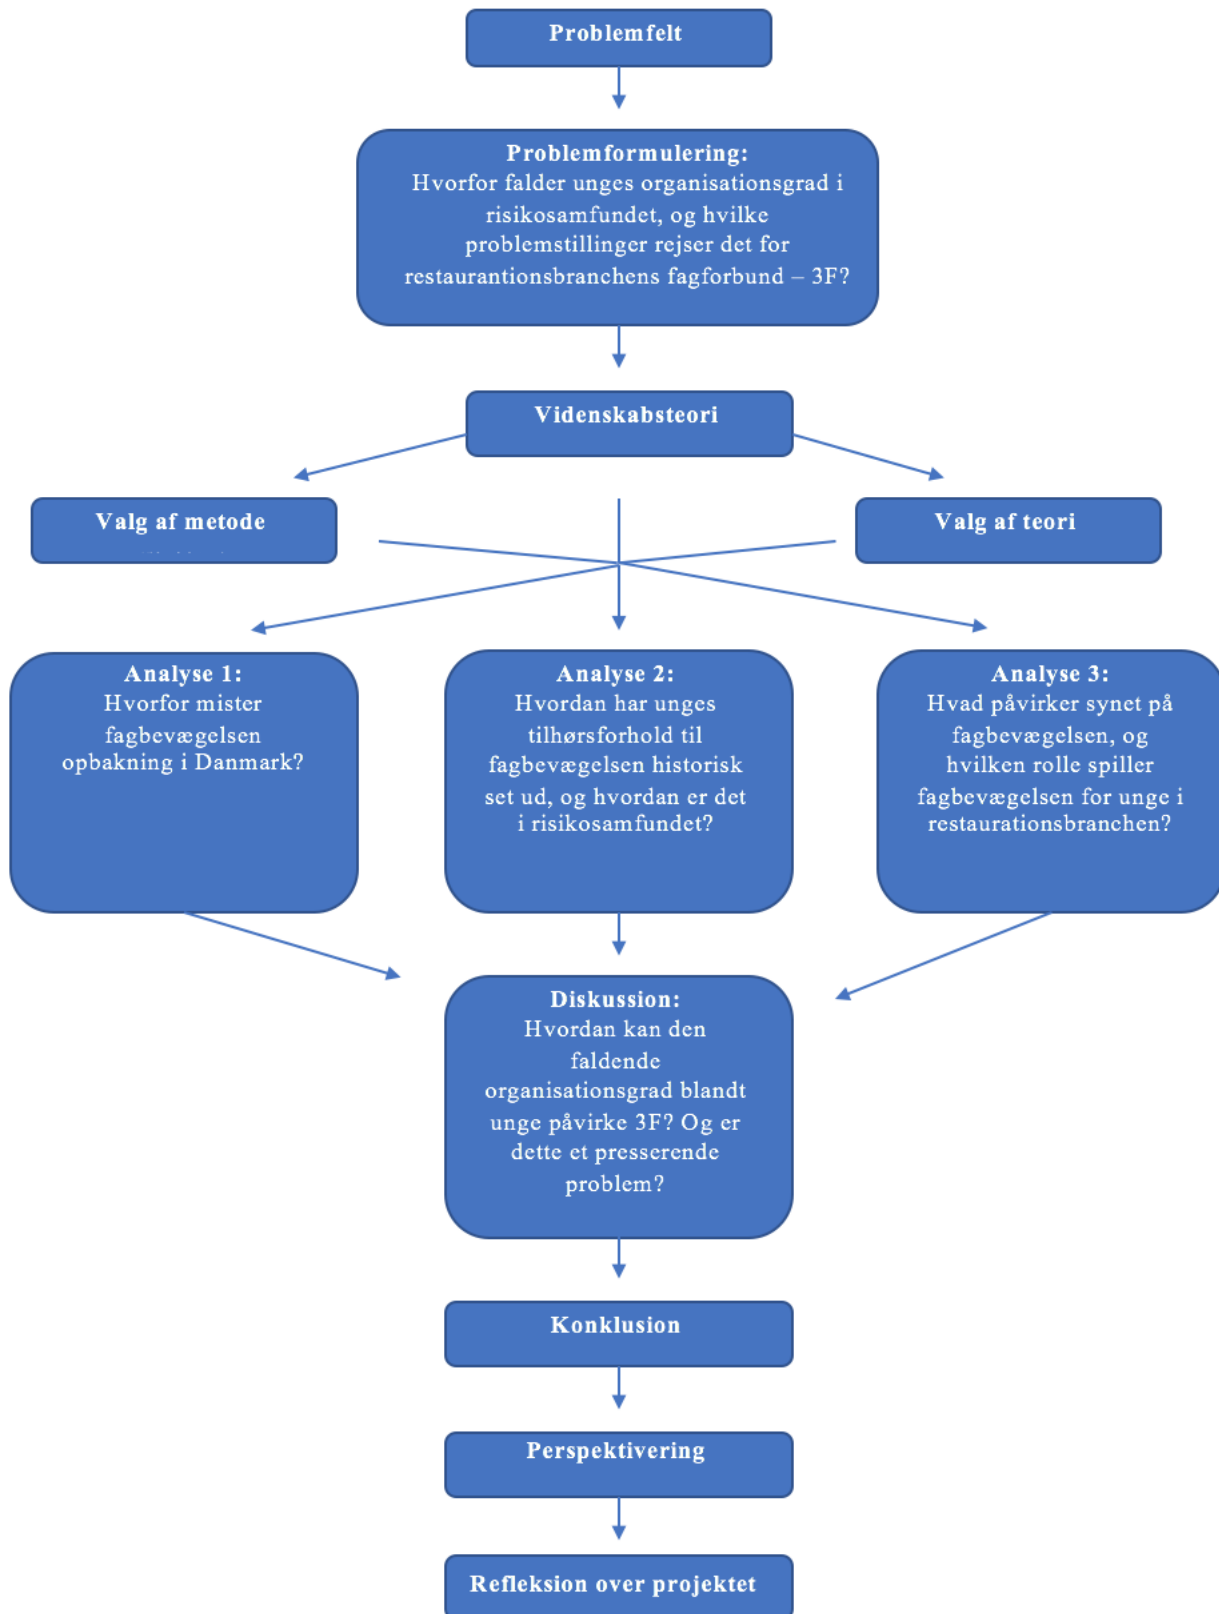 Problemfelt
Problemformulering:
Hvorfor falder unges organisationsgrad i
risikosamfundet, og hvilke
problemstillinger rejser det for
restaurantionsbranchens fagforbund – 3F?
Videnskabsteori
Valg af metode
Valg af teori
Analyse 1:
Hvorfor mister
fagbevægelsen
opbakning i Danmark?
Analyse 2:
Hvordan har unges
tilhørsforhold til
fagbevægelsen historisk
set ud, og hvordan er det
i risikosamfundet?
Analyse 3:
Hvad påvirker synet på
fagbevægelsen, og
hvilken rolle spiller
fagbevægelsen for unge i
restaurationsbranchen?
Diskussion:
Hvordan kan den
faldende
organisationsgrad blandt
unge påvirke 3F? Og er
dette et presserende
problem?
Konklusion
Perspektivering
Refleksion over projektet